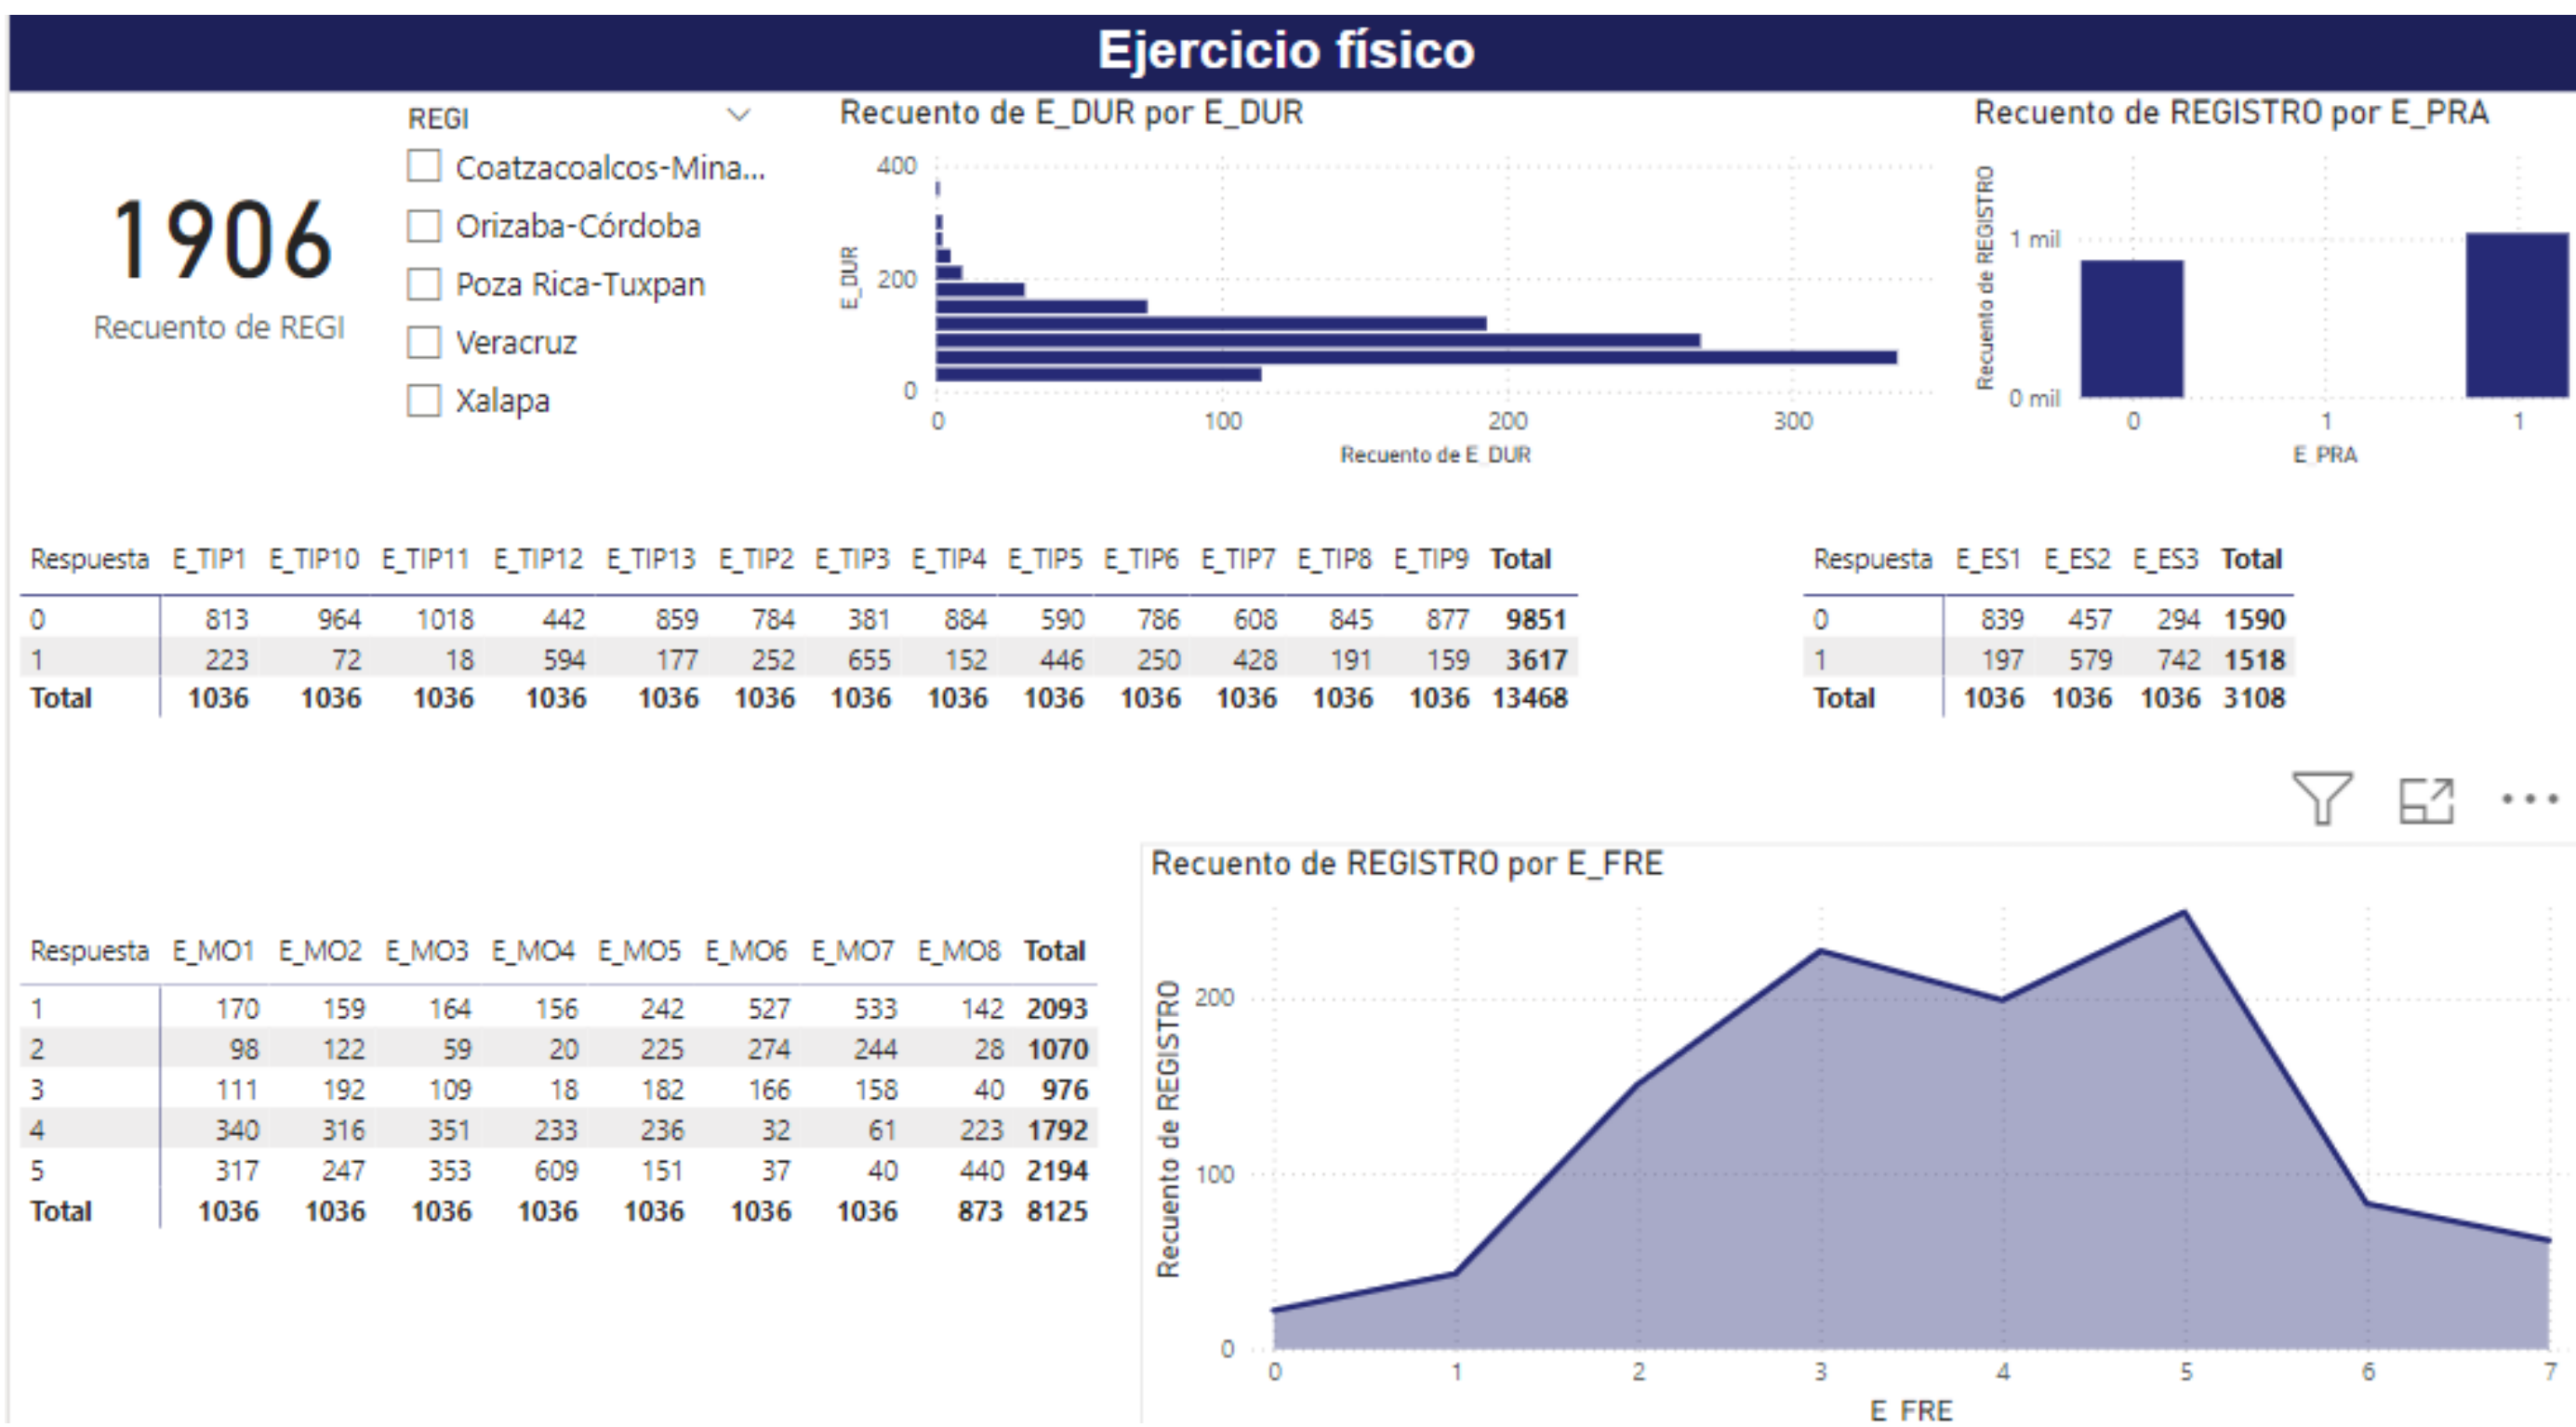 Ejercicio físico
1906
Recuento de REGI
REGI
Coatzacoalcos-Mina...
Orizaba-Córdoba
Poza Rica-Tuxpan
Veracruz
Xalapa
Recuento de E_DUR por E_DUR
E_DUR
400
200
0
0 100 200 300
Recuento de E_DUR
Recuento de REGISTRO por E_PRA
Recuento de REGISTRO
1 mil
0 mil
0 1 1
E_PRA
Respuesta E_TIP1 E_TIP10 E_TIP11 E_TIP12 E_TIP13 E_TIP2 E_TIP3 E_TIP4 E_TIP5 E_TIP6 E_TIP7 E_TIP8 E_TIP9 Total
0 813 964 1018 442 859 784 381 884 590 786 608 845 877 9851
1 223 72 18 594 177 252 655 152 446 250 428 191 159 3617
Total 1036 1036 1036 1036 1036 1036 1036 1036 1036 1036 1036 1036 1036 13468
Respuesta E_ES1 E_ES2 E_ES3 Total
0 839 457 294 1590
1 197 579 742 1518
Total 1036 1036 1036 3108
Respuesta E_MO1 E_MO2 E_MO3 E_MO4 E_MO5 E_MO6 E_MO7 E_MO8 Total
1 170 159 164 156 242 527 533 142 2093
2 98 122 59 20 225 274 244 28 1070
3 111 192 109 18 182 166 158 40 976
4 340 316 351 233 236 32 61 223 1792
5 317 247 353 609 151 37 40 440 2194
Total 1036 1036 1036 1036 1036 1036 1036 873 8125
Recuento de REGISTRO por E_FRE
Recuento de REGISTRO
200
100
0
0 1 2 3 4 5 6 7
E_FRE